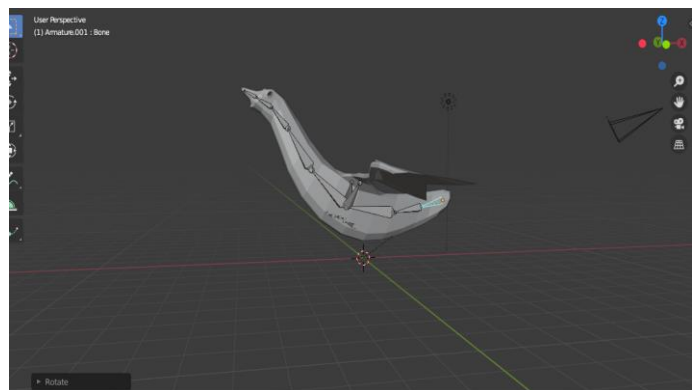 User Perspective
(1) Armature.001 : Bone
Z
Y
X
Rotate